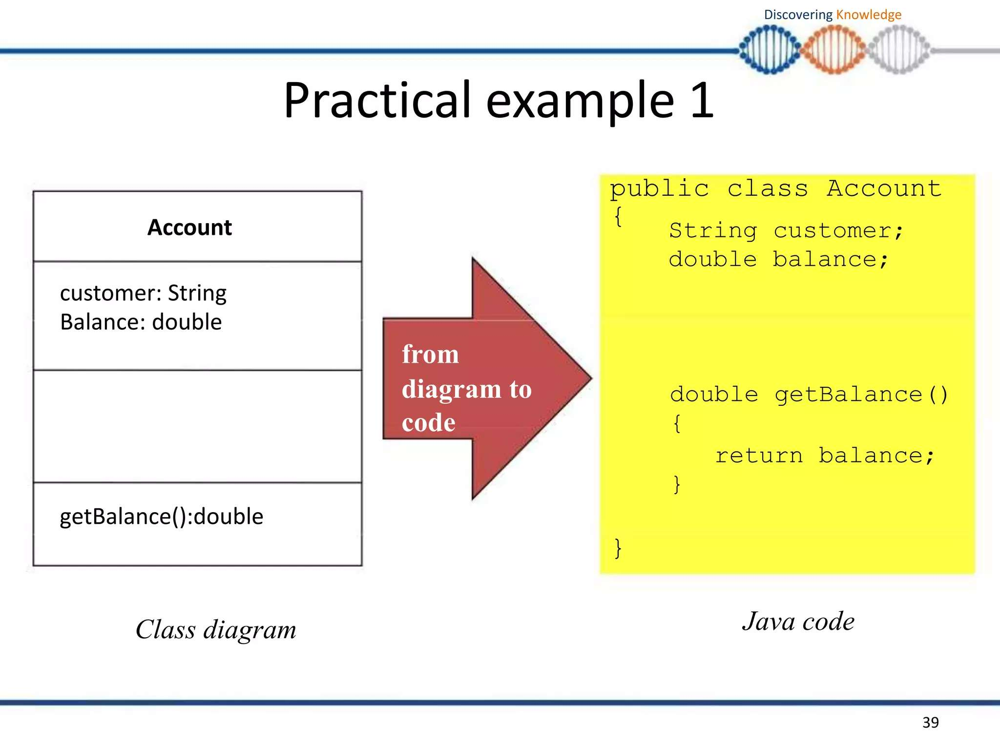 Discovering Knowledge
Practical example 1
Account
customer: String
Balance: double
getBalance():double
Class diagram
from
diagram to
code
public class Account
{
String customer;
double balance;
double getBalance()
{
return balance;
}
}
Java code
39